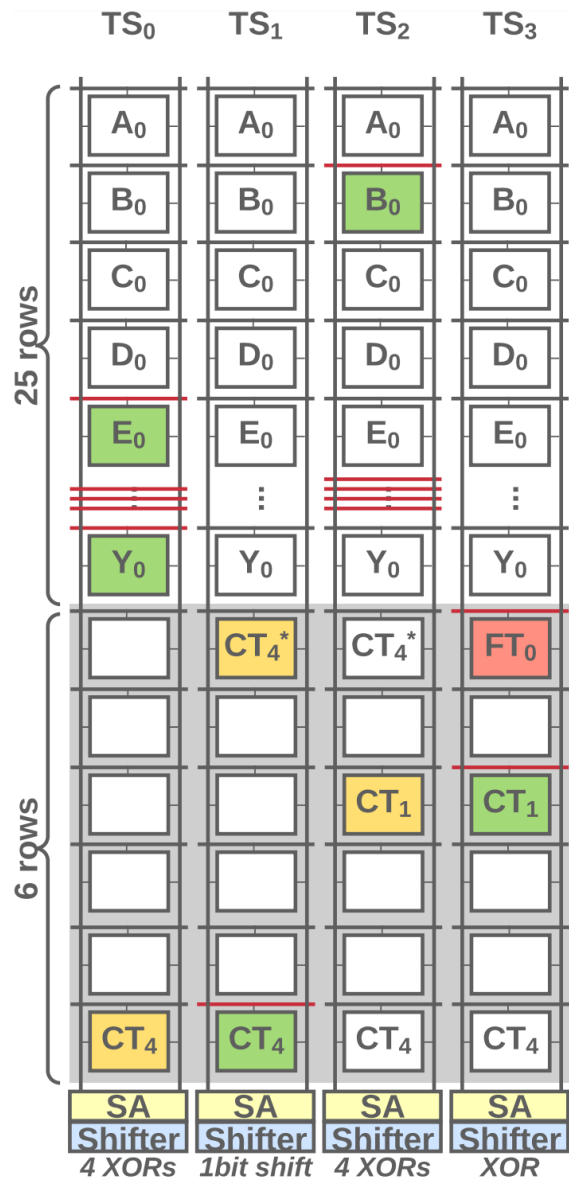 TS0 TS1 TS2 TS3
A0 A0 A0 A0
B0 B0 B0 B0
C0 C0 C0 C0
D0 D0 D0 D0
25 rows
E0 E0 E0 E0
⋮ ⋮ ⋮ ⋮
Y0 Y0 Y0 Y0
CT4* CT4* FT0
CT1 CT1
6 rows
CT4 CT4 CT4 CT4
SA SA SA SA
Shifter Shifter Shifter Shifter
4 XORs 1bit shift 4 XORs XOR